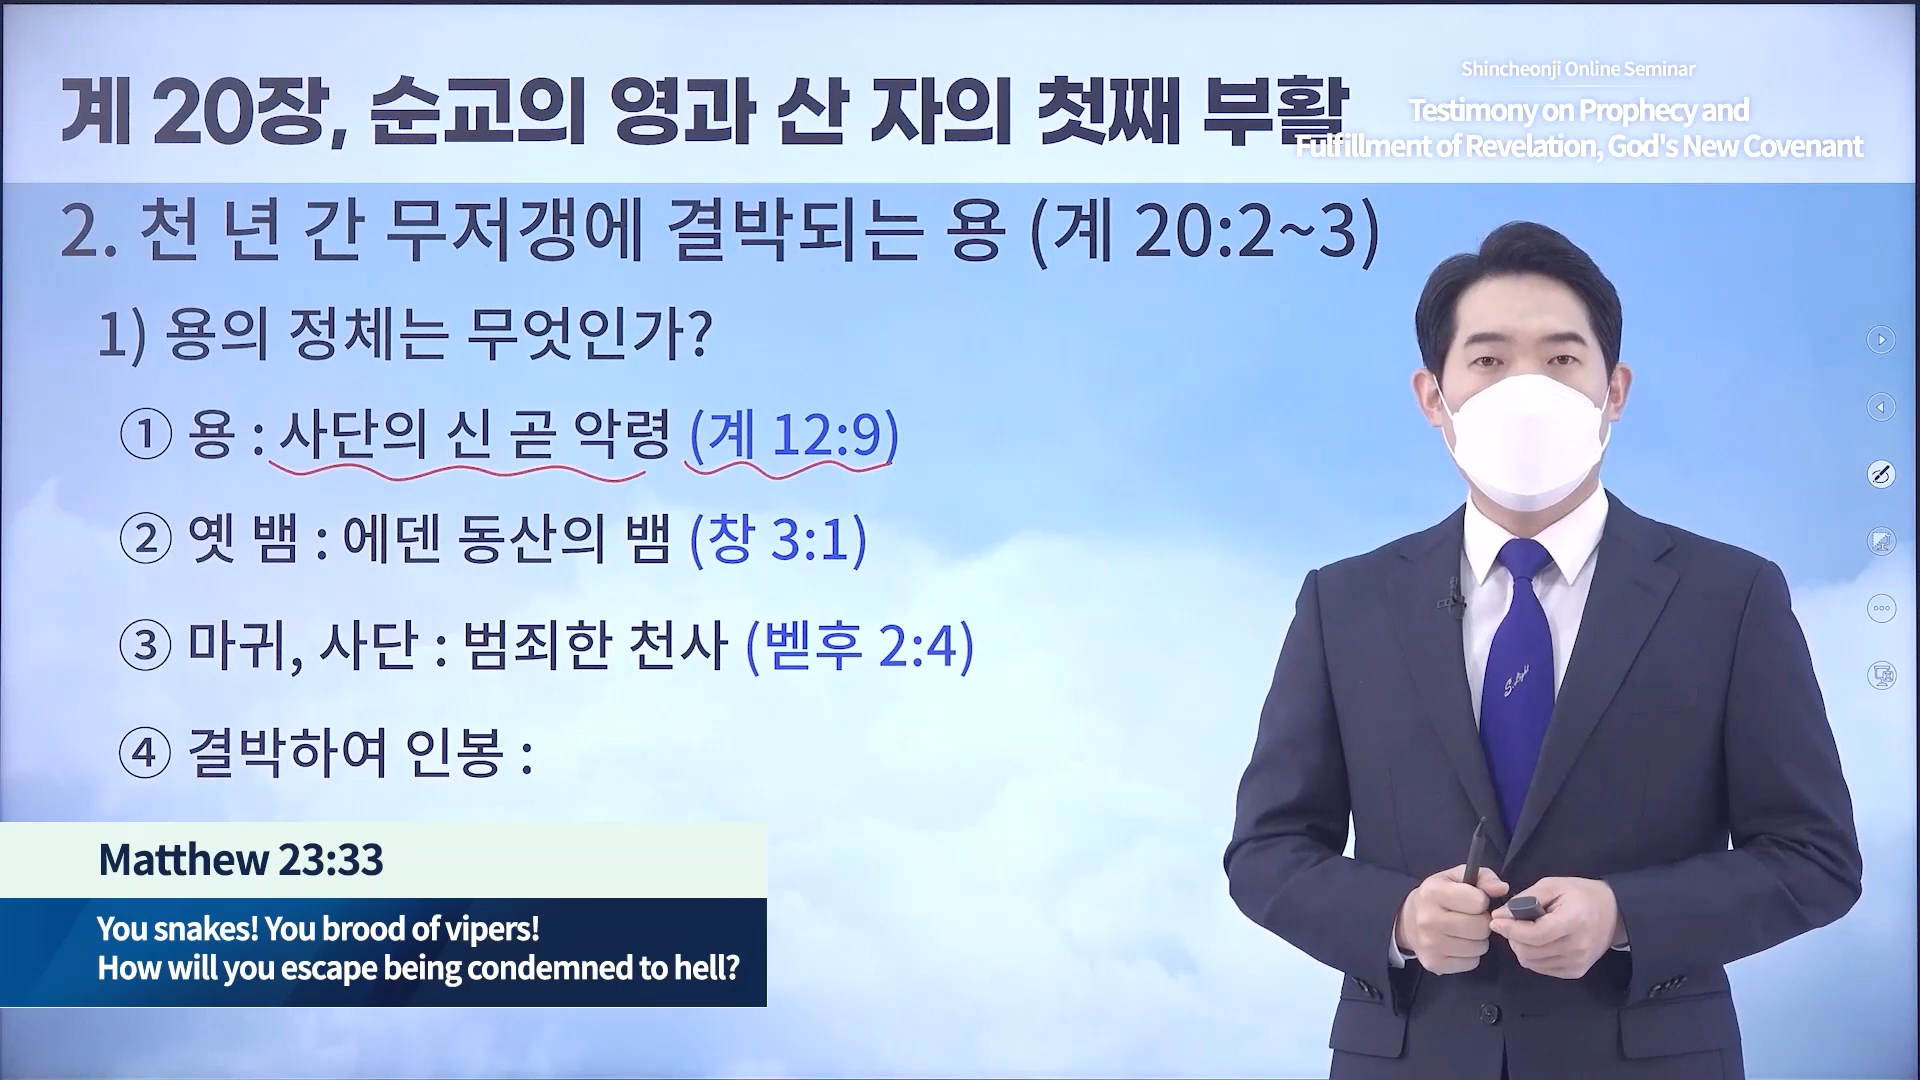 계 20장, 순교의 영과 산 자의 첫째 부활
Shincheonji Online Seminar
Testimony on Prophecy and
Fulfillment of Revelation, God's New Covenant
2. 천 년 간 무저갱에 결박되는 용 (계 20:2~3)
1) 용의 정체는 무엇인가?
① 용 : 사단의 신 곧 악령 (계 12:9)
② 옛 뱀 : 에덴 동산의 뱀 (창 3:1)
③ 마귀, 사단 : 범죄한 천사 (벧후 2:4)
④ 결박하여 인봉 :
Matthew 23:33
You snakes! You brood of vipers!
How will you escape being condemned to hell?